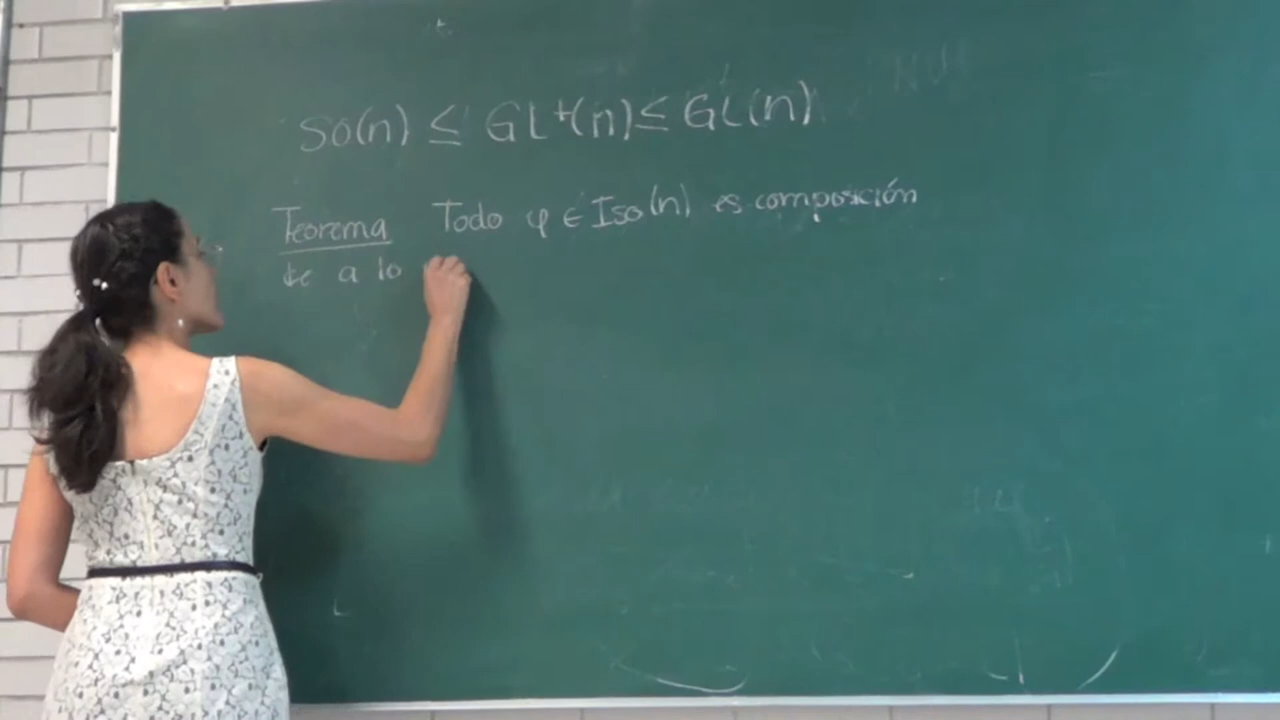 SO(n) ≤ GL+(n) ≤ GL(n)
Teorema Todo φ ∈ Iso(n) es composición
de a lo